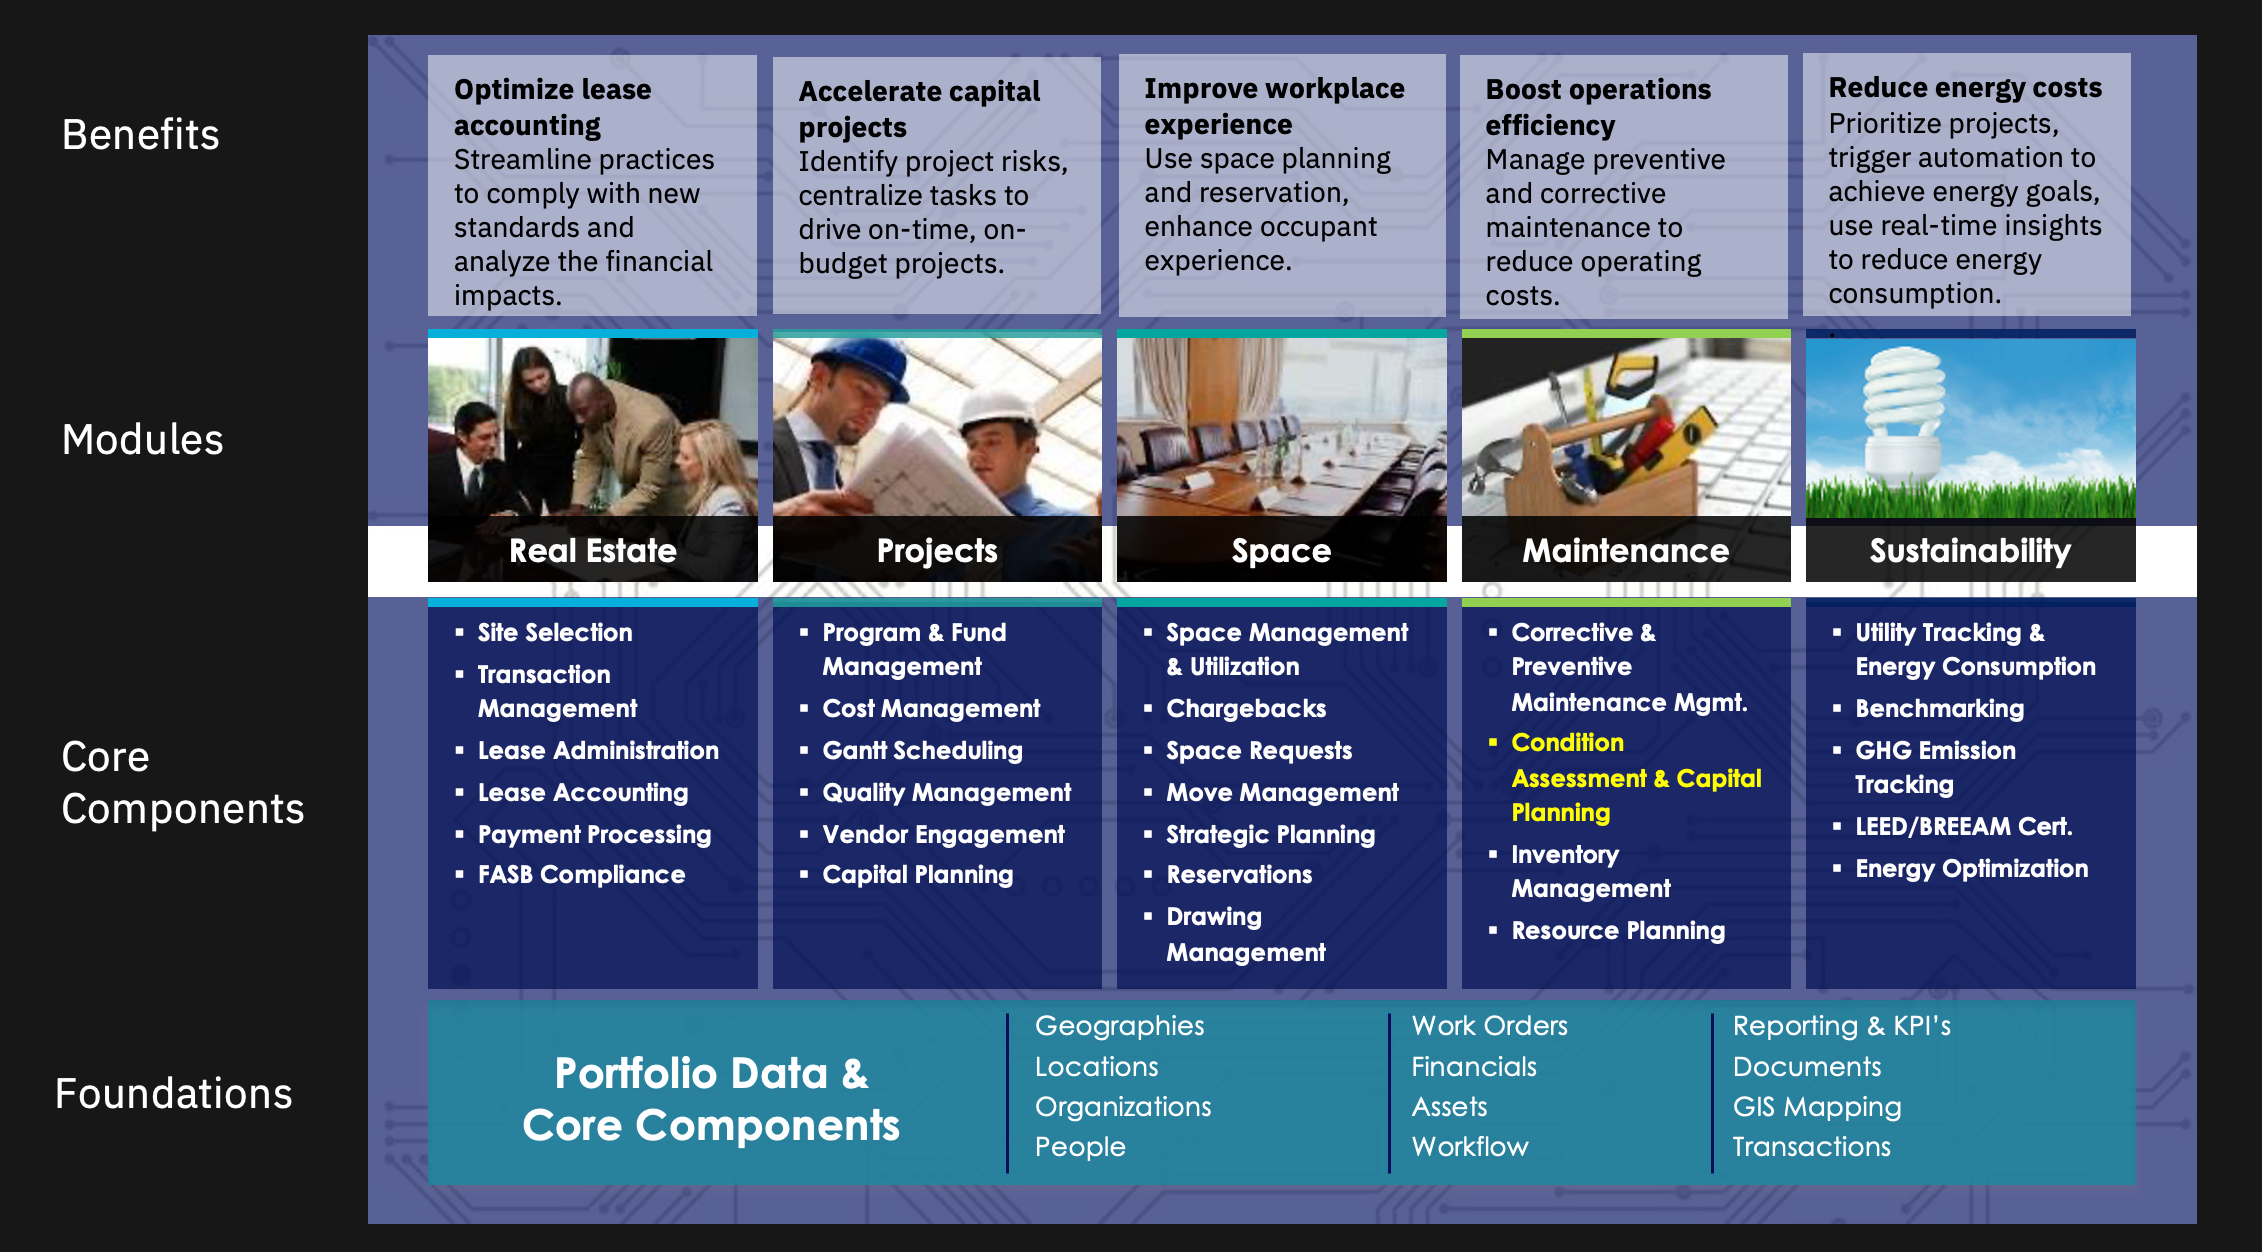 Benefits
Optimize lease
accounting
Streamline practices
to comply with new
standards and
analyze the financial
impacts.
Accelerate capital
projects
Identify project risks,
centralize tasks to
drive on-time, on-
budget projects.
Improve workplace
experience
Use space planning
and reservation,
enhance occupant
experience.
Boost operations
efficiency
Manage preventive
and corrective
maintenance to
reduce operating
costs.
Reduce energy costs
Prioritize projects,
trigger automation to
achieve energy goals,
use real-time insights
to reduce energy
consumption.
Modules
Real Estate
Projects
Space
Maintenance
Sustainability
Core
Components
▪ Site Selection
▪ Transaction
Management
▪ Lease Administration
▪ Lease Accounting
▪ Payment Processing
▪ FASB Compliance
▪ Program & Fund
Management
▪ Cost Management
▪ Gantt Scheduling
▪ Quality Management
▪ Vendor Engagement
▪ Capital Planning
▪ Space Management
& Utilization
▪ Chargebacks
▪ Space Requests
▪ Move Management
▪ Strategic Planning
▪ Reservations
▪ Drawing
Management
▪ Corrective &
Preventive
Maintenance Mgmt.
▪ Condition
Assessment & Capital
Planning
▪ Inventory
Management
▪ Resource Planning
▪ Utility Tracking &
Energy Consumption
▪ Benchmarking
▪ GHG Emission
Tracking
▪ LEED/BREEAM Cert.
▪ Energy Optimization
Foundations
Portfolio Data &
Core Components
Geographies
Locations
Organizations
People
Work Orders
Financials
Assets
Workflow
Reporting & KPI’s
Documents
GIS Mapping
Transactions